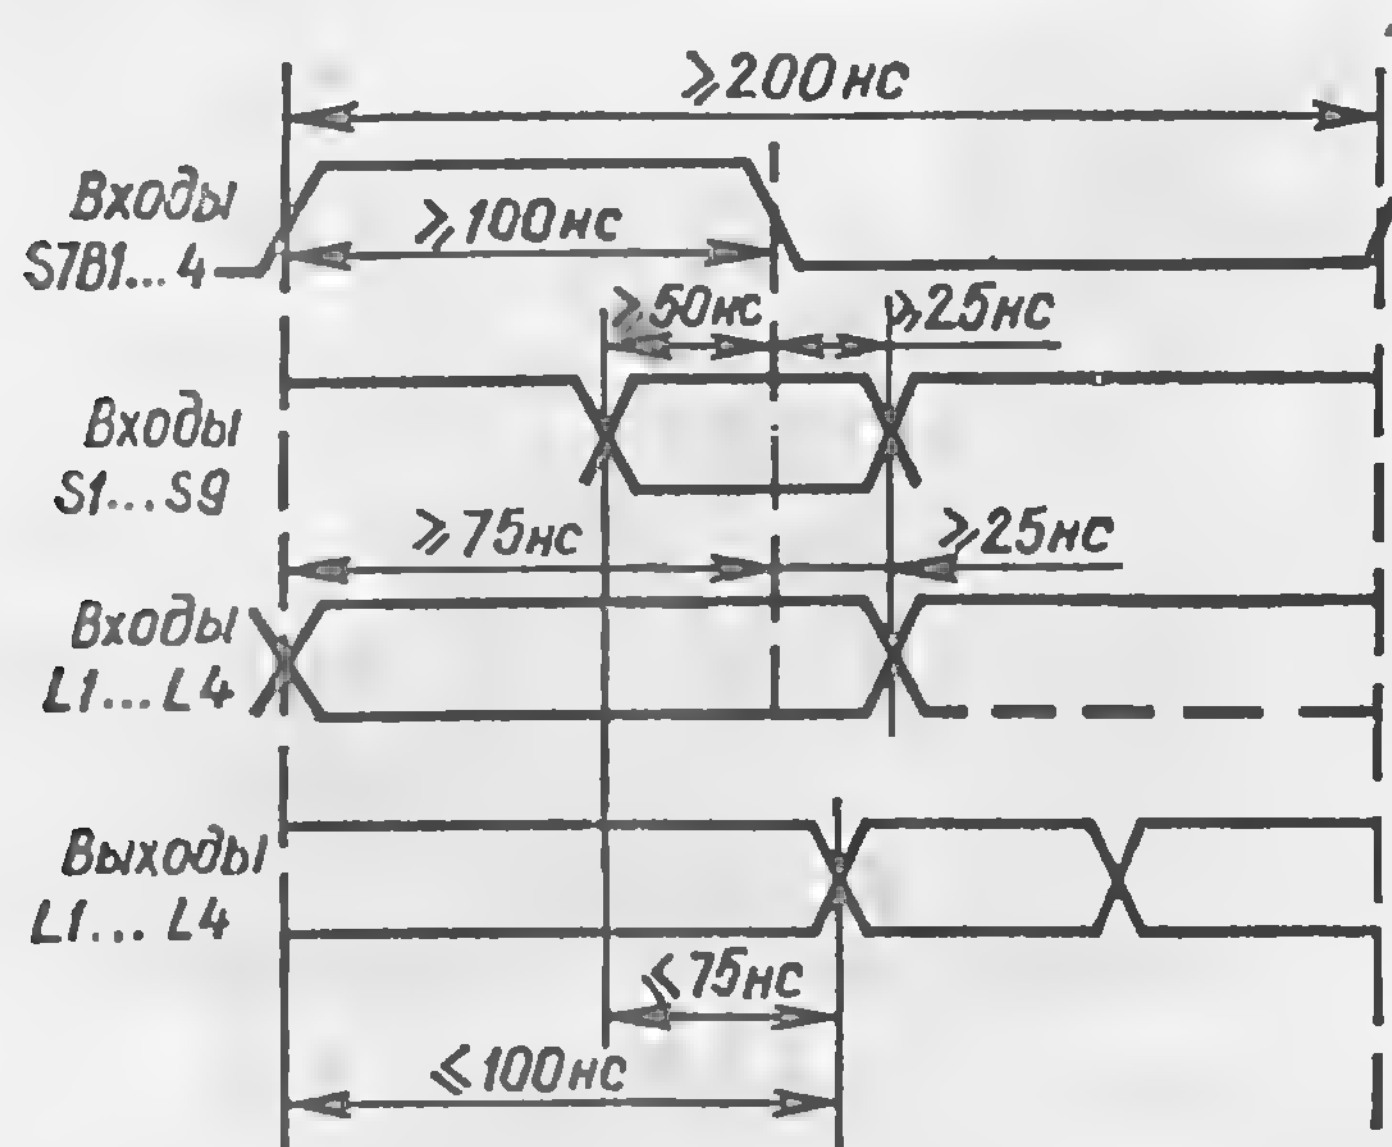 ⩾200нс
Входы
S7B1...4
⩾100нс
⩾50нс
⩾25нс
Входы
S1...S9
⩾75нс
⩾25нс
Входы
L1...L4
Выходы
L1...L4
⩽75нс
⩽100нс